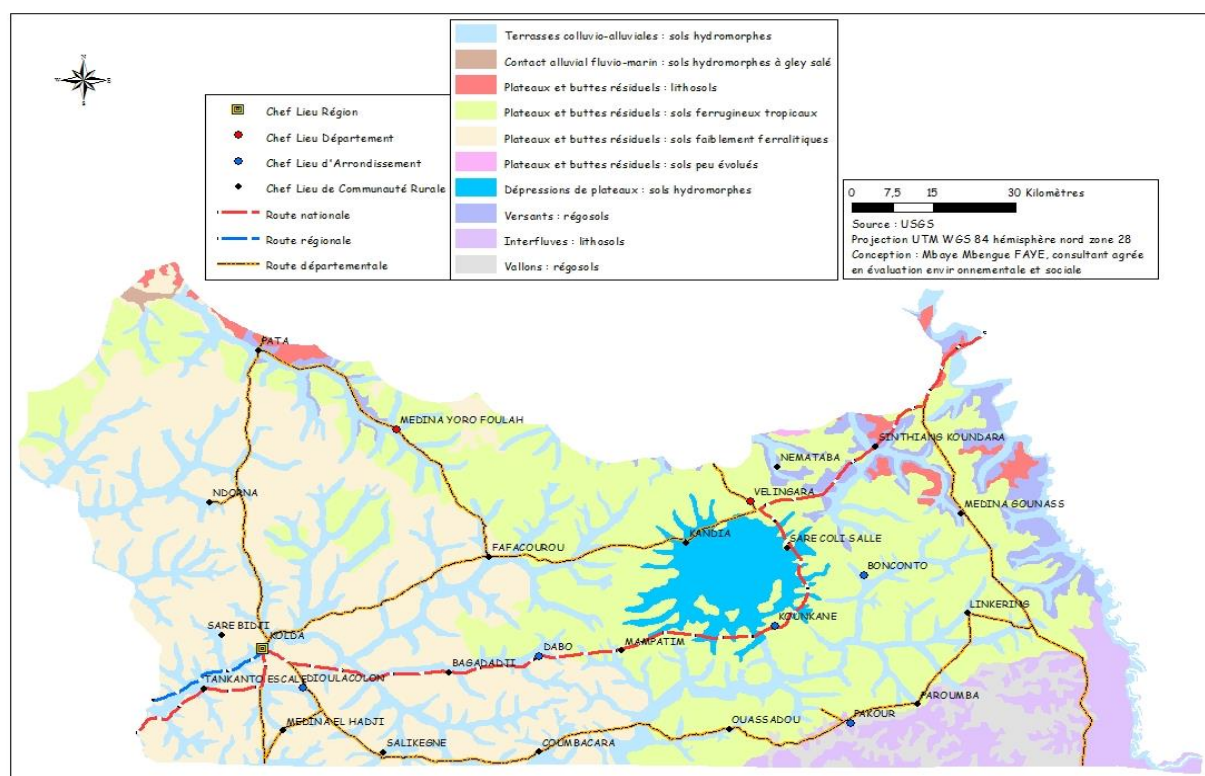 Terrasses colluvio-alluviales : sols hydromorphes
Contact alluvial fluvio-marin : sols hydromorphes à gley salé
Plateaux et buttes résiduels : lithosols
Plateaux et buttes résiduels : sols ferrugineux tropicaux
Plateaux et buttes résiduels : sols faiblement ferralitiques
Plateaux et buttes résiduels : sols peu évolués
Dépressions de plateaux : sols hydromorphes
Versants : régosols
Interfluves : lithosols
Vallons : régosols
Chef Lieu Région
Chef Lieu Département
Chef Lieu d'Arrondissement
Chef Lieu de Communauté Rurale
Route nationale
Route régionale
Route départementale
0 7,5 15 30 Kilomètres
Source : USGS
Projection UTM WGS 84 hémisphère nord zone 28
Conception : Mbaye Mbengue FAYE, consultant agrée
en évaluation envir onnementale et sociale
PATA
MEDINA YORO FOULAH
SINTHIANG KOUNDARA
NEMATABA
NDORNA
VELINGARA
MEDINA GOUNASS
KANDIA
SARE COLI SALLE
FAFACOUROU
BONCONTO
LINKERING
SARE BIDJI
KOLDA
KOUNKANE
DABO
MAMPATIM
BAGADADJI
TANKANTO ESCALE
DIOULACOLON
PAROUMBA
MEDINA EL HADJI
OUASSADOU
PAKOUR
SALIKEGNE
COUMBACARA